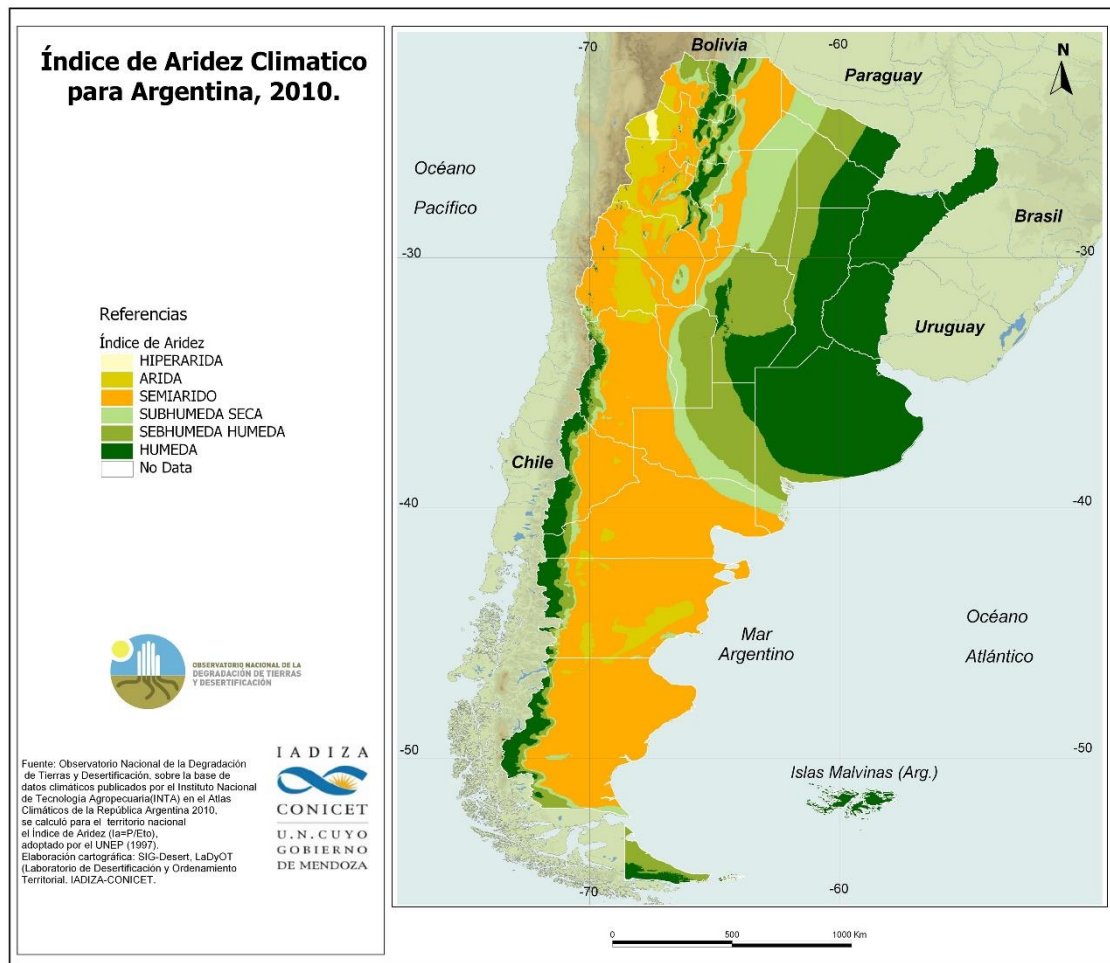 Índice de Aridez Climatico
para Argentina, 2010.
Referencias
Índice de Aridez
HIPERARIDA
ARIDA
SEMIARIDO
SUBHUMEDA SECA
SEBHUMEDA HUMEDA
HUMEDA
No Data
OBSERVATORIO NACIONAL DE LA
DEGRADACIÓN DE TIERRAS
Y DESERTIFICACIÓN
Fuente: Observatorio Nacional de la Degradación
de Tierras y Desertificación, sobre la base de
datos climáticos publicados por el Instituto Nacional
de Tecnología Agropecuaria(INTA) en el Atlas
Climáticos de la República Argentina 2010,
se calculó para el territorio nacional
el Índice de Aridez (Ia=P/Eto),
adoptado por el UNEP (1997).
Elaboración cartográfica: SIG-Desert, LaDyOT
(Laboratorio de Desertificación y Ordenamiento
Territorial. IADIZA-CONICET.
IADIZA
CONICET
U.N.CUYO
GOBIERNO
DE MENDOZA
-70
Bolivia
-60
N
Paraguay
Océano
Pacífico
Brasil
-30
-30
Uruguay
Chile
-40
-40
Mar
Argentino
Océano
Atlántico
-50
-50
Islas Malvinas (Arg.)
-70
-60
0
500
1000 Km